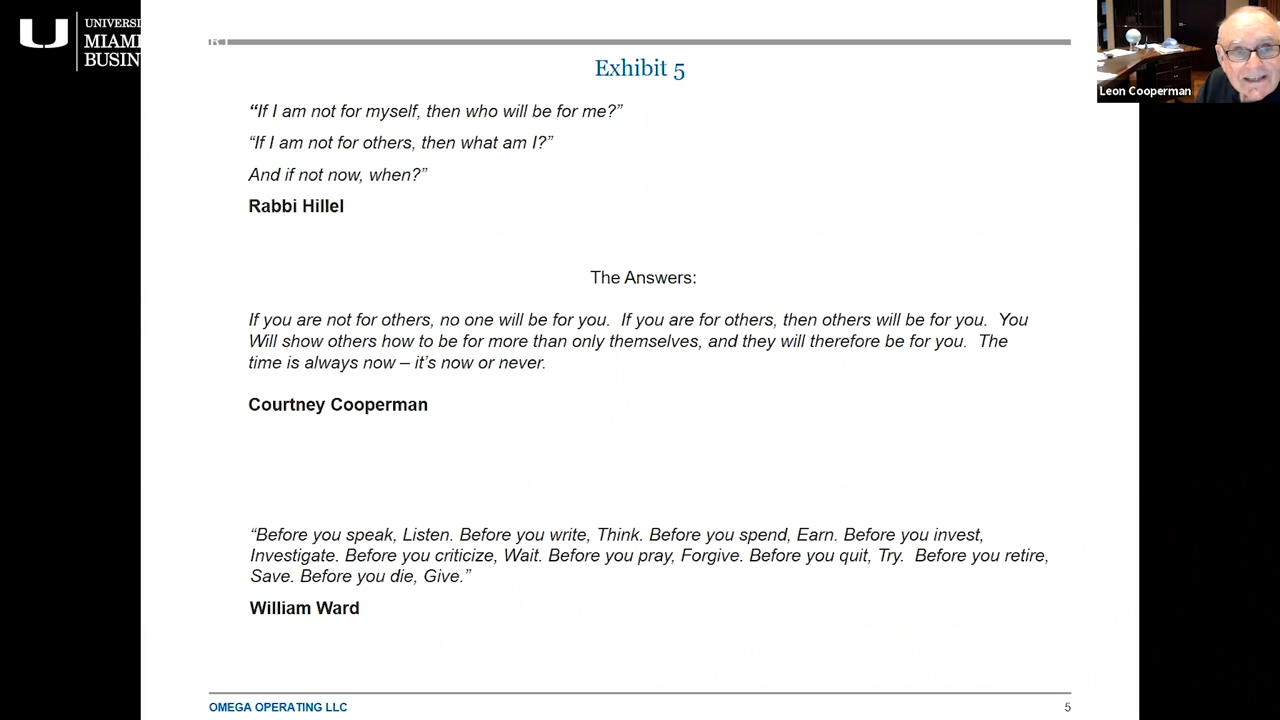 UNIVERSI
MIAMI
BUSIN
Exhibit 5
Leon Cooperman
“If I am not for myself, then who will be for me?”
“If I am not for others, then what am I?”
And if not now, when?”
Rabbi Hillel
The Answers:
If you are not for others, no one will be for you. If you are for others, then others will be for you. You
Will show others how to be for more than only themselves, and they will therefore be for you. The
time is always now – it’s now or never.
Courtney Cooperman
“Before you speak, Listen. Before you write, Think. Before you spend, Earn. Before you invest,
Investigate. Before you criticize, Wait. Before you pray, Forgive. Before you quit, Try. Before you retire,
Save. Before you die, Give.”
William Ward
OMEGA OPERATING LLC
5